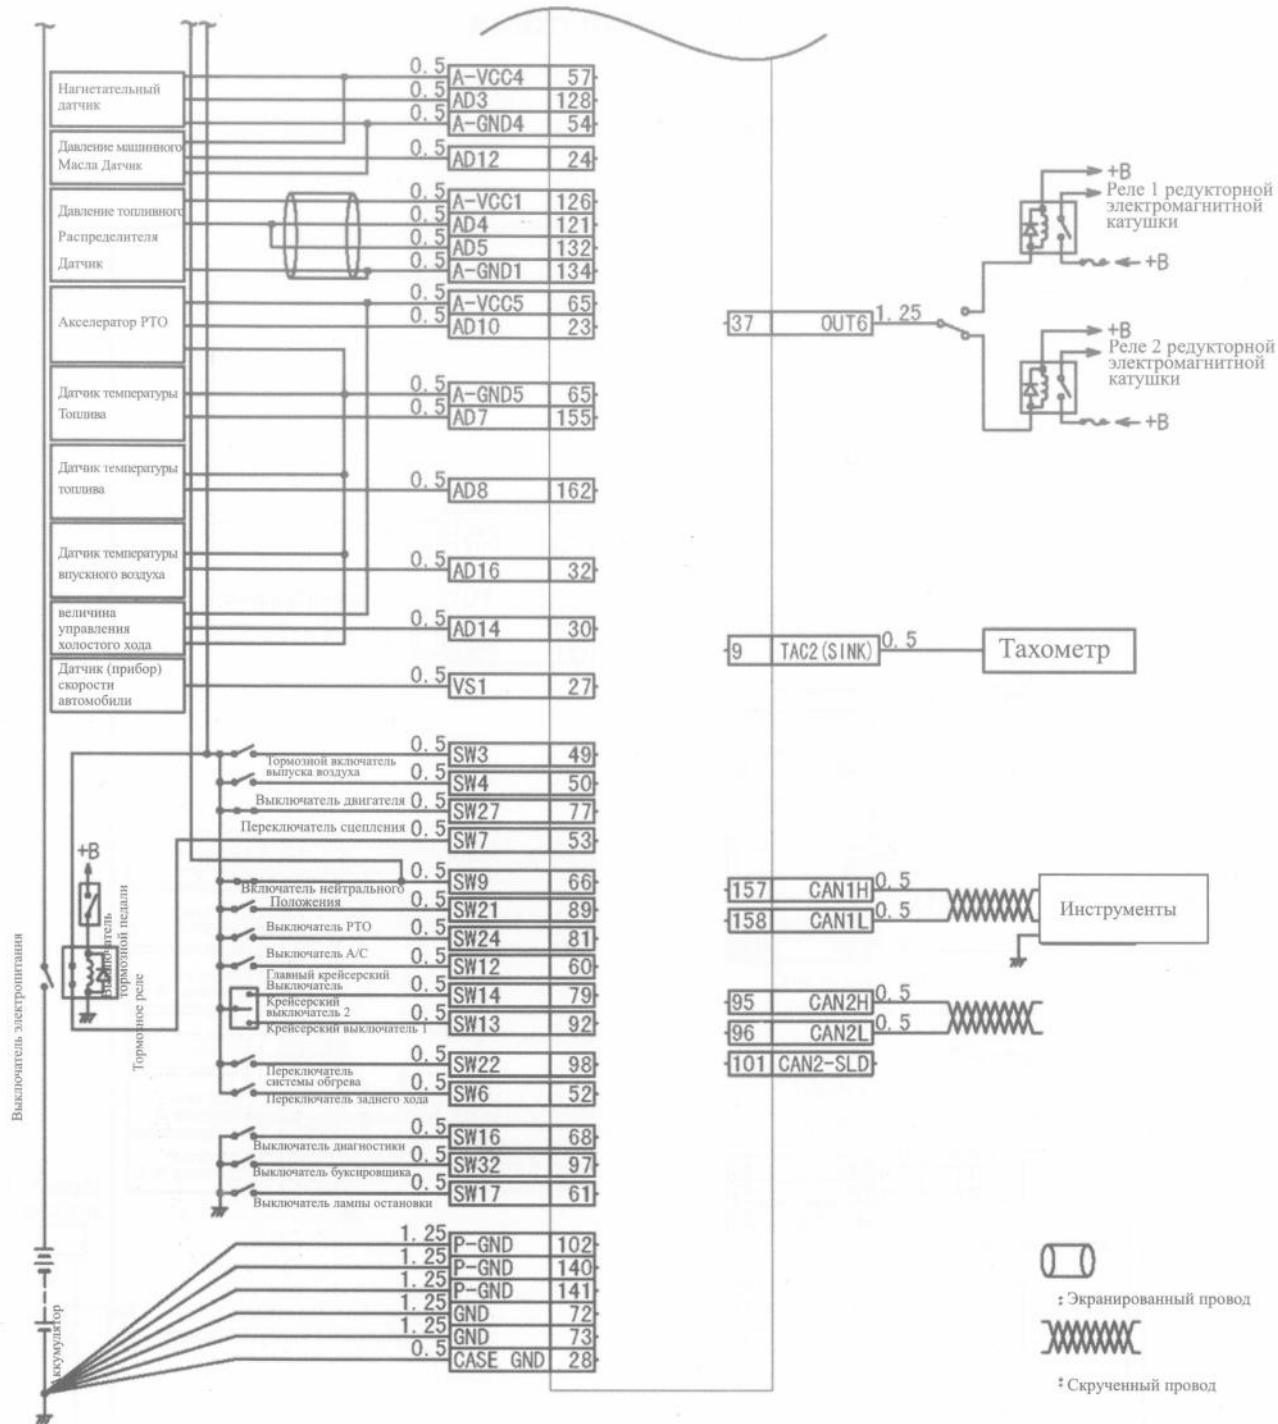 Нагнетательный
датчик
0.5 A-VCC4 57
0.5 AD3 128
0.5 A-GND4 54
Давление машинного
Масла Датчик
0.5 AD12 24
Давление топливного
Распределителя
Датчик
0.5 A-VCC1 126
0.5 AD4 121
0.5 AD5 132
0.5 A-GND1 134
Акселератор РТО
0.5 A-VCC5 65
0.5 AD10 23
Датчик температуры
Топлива
0.5 A-GND5 65
0.5 AD7 155
Датчик температуры
топлива
0.5 AD8 162
Датчик температуры
впускного воздуха
0.5 AD16 32
величина
управления
холостого хода
0.5 AD14 30
Датчик (прибор)
скорости
автомобили
0.5 VS1 27
0.5 SW3 49
Тормозной включатель
выпуска воздуха
0.5 SW4 50
Выключатель двигателя 0.5 SW27 77
Переключатель сцепления 0.5 SW7 53
0.5 SW9 66
Включатель нейтрального
Положения
0.5 SW21 89
Выключатель РТО
0.5 SW24 81
Выключатель А/С
0.5 SW12 60
Главный крейсерский
Выключатель
0.5 SW14 79
Крейсерский
выключатель 2
0.5 SW13 92
Крейсерский выключатель 1
0.5 SW22 98
Переключатель
системы обгрева
0.5 SW6 52
Переключатель заднего хода
0.5 SW16 68
Выключатель диагностики
0.5 SW32 97
Выключатель буксировщика
0.5 SW17 61
Выключатель лампы остановки
1.25 P-GND 102
1.25 P-GND 140
1.25 P-GND 141
1.25 GND 72
1.25 GND 73
0.5 CASE GND 28
+B
Выключатель
тормозной педали
Тормозное реле
Выключатель электропитания
Аккумулятор
+B
Реле 1 редукторной
электромагнитной
катушки
+B
37 OUT6 1.25
+B
Реле 2 редукторной
электромагнитной
катушки
+B
9 TAC2(SINK) 0.5
Тахометр
157 CAN1H 0.5
158 CAN1L 0.5
Инструменты
95 CAN2H 0.5
96 CAN2L 0.5
101 CAN2-SLD
: Экранированный провод
: Скрученный провод